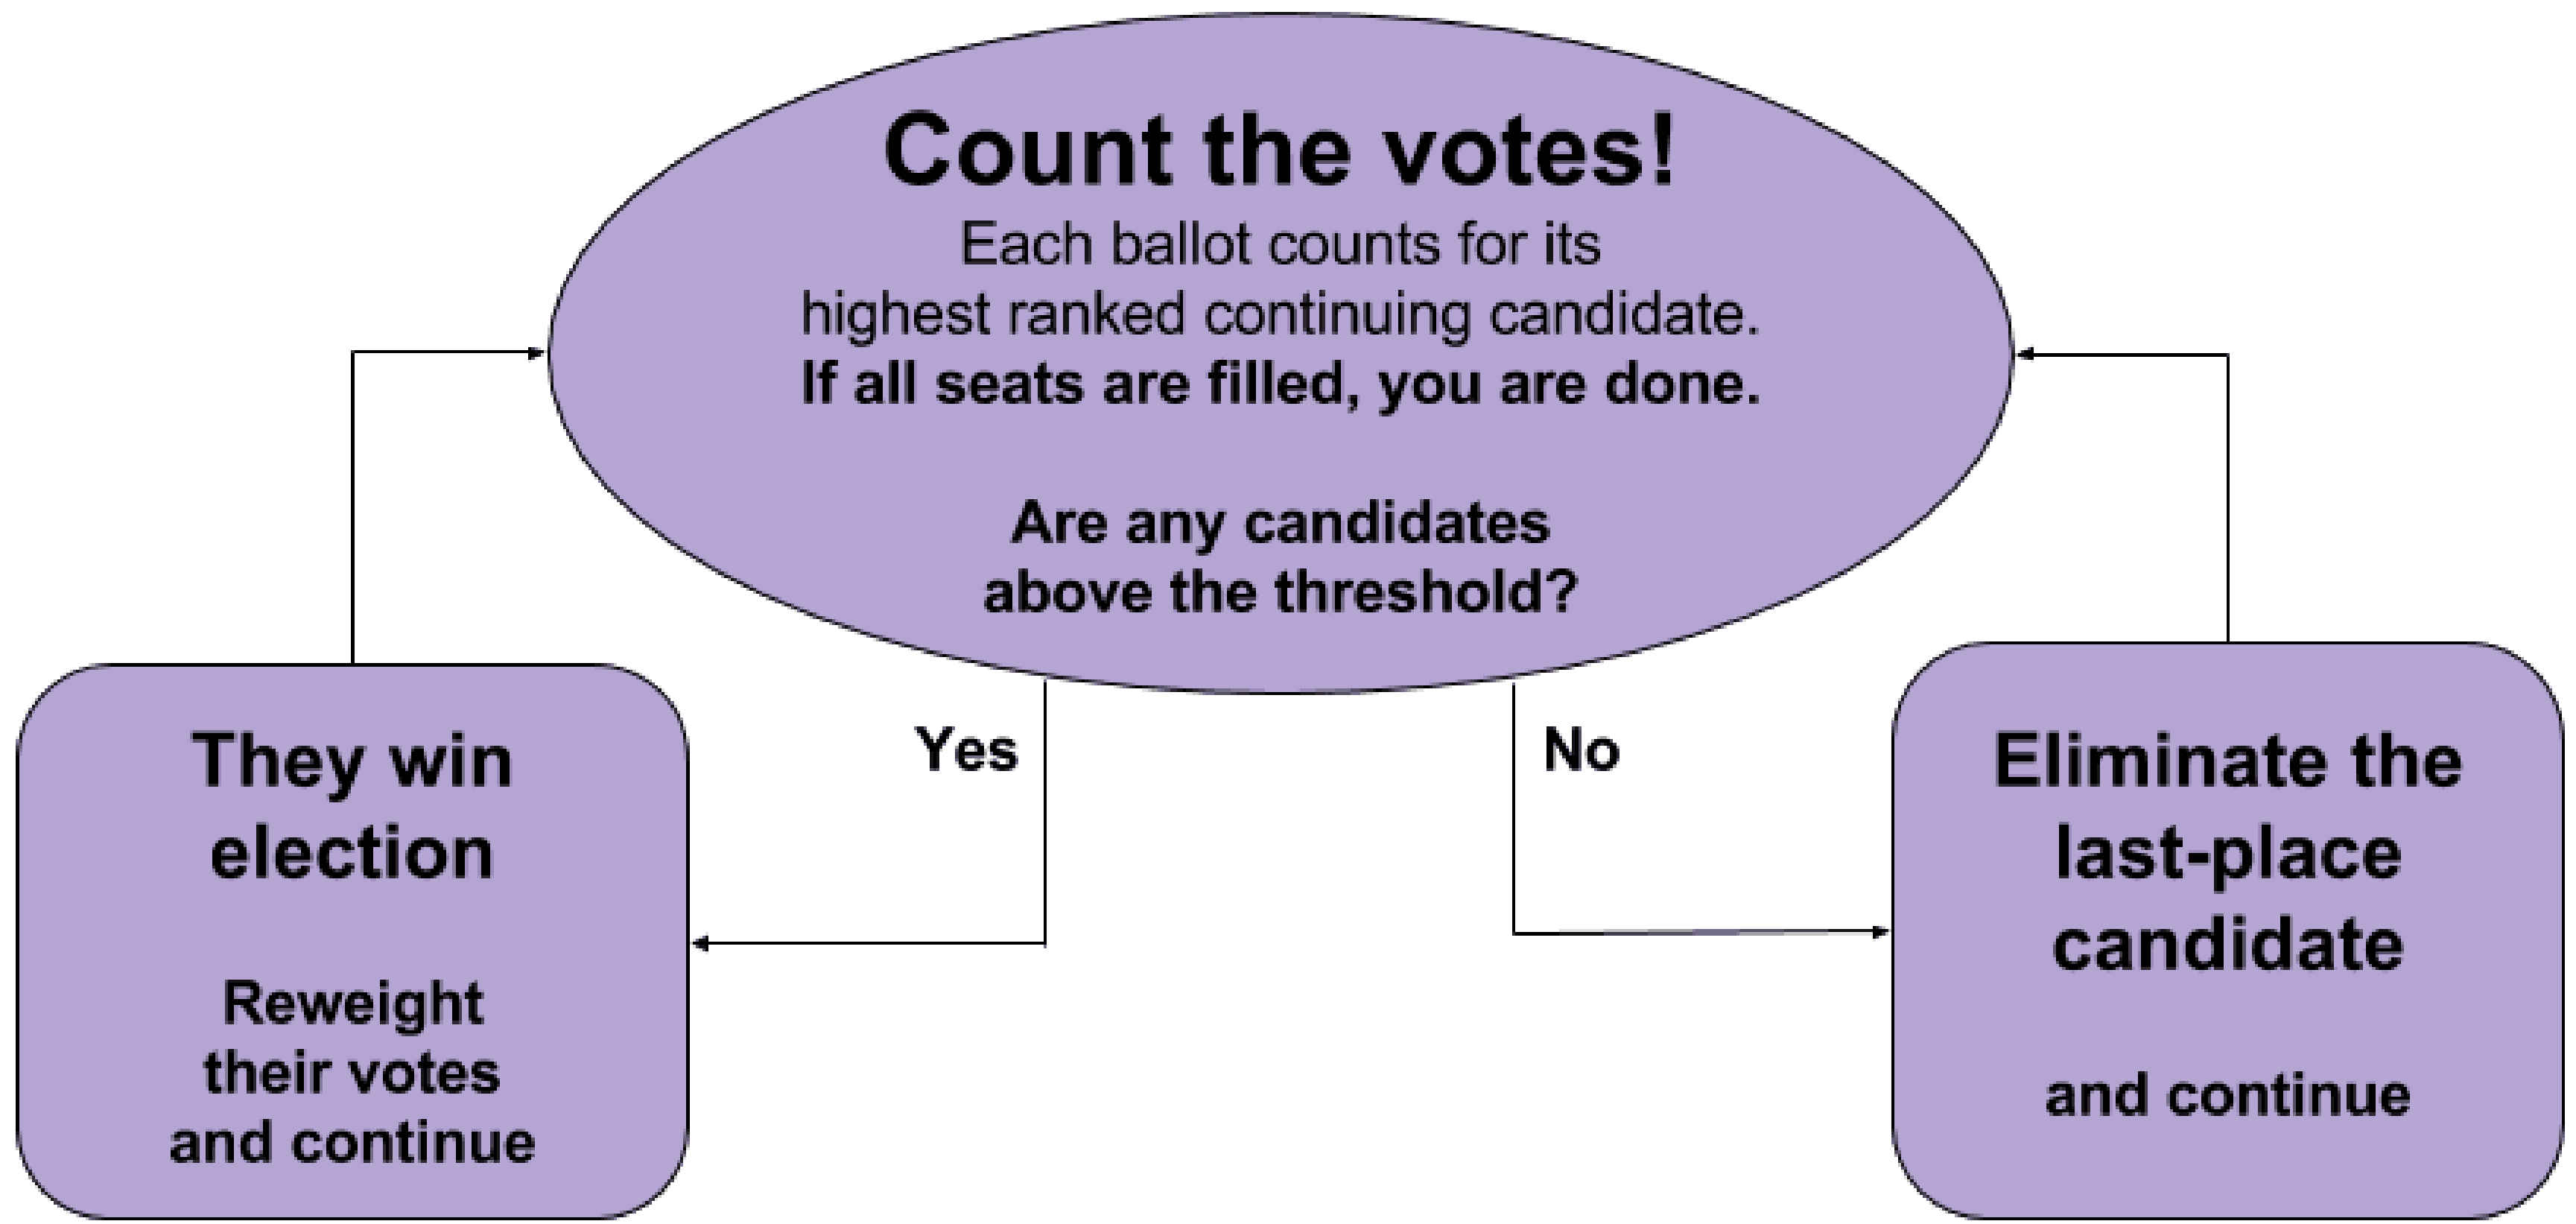 Count the votes!
Each ballot counts for its
highest ranked continuing candidate.
If all seats are filled, you are done.
Are any candidates
above the threshold?
Yes
No
They win
election
Reweight
their votes
and continue
Eliminate the
last-place
candidate
and continue